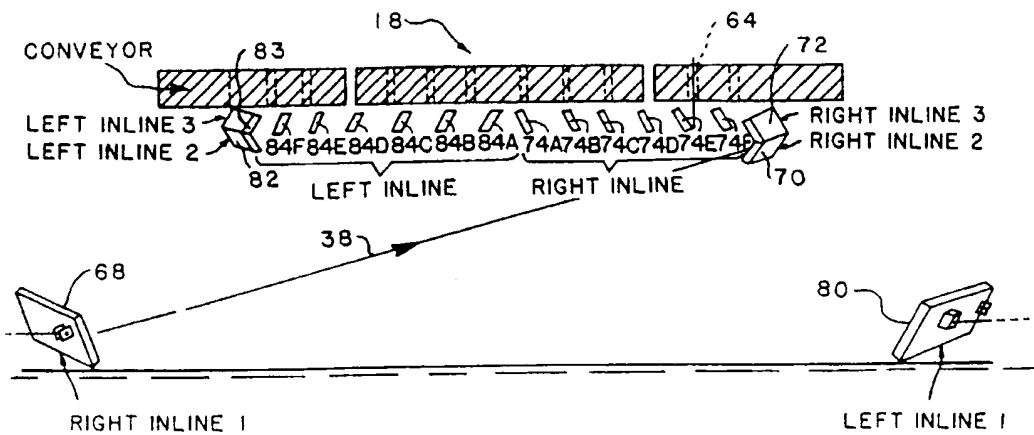 18
64
72
CONVEYOR
83
LEFT INLINE 3
LEFT INLINE 2
RIGHT INLINE 3
RIGHT INLINE 2
84F 84E 84D 84C 84B 84A 74A 74B 74C 74D 74E 74F
82
LEFT INLINE
RIGHT INLINE
70
38
68
80
RIGHT INLINE 1
LEFT INLINE 1